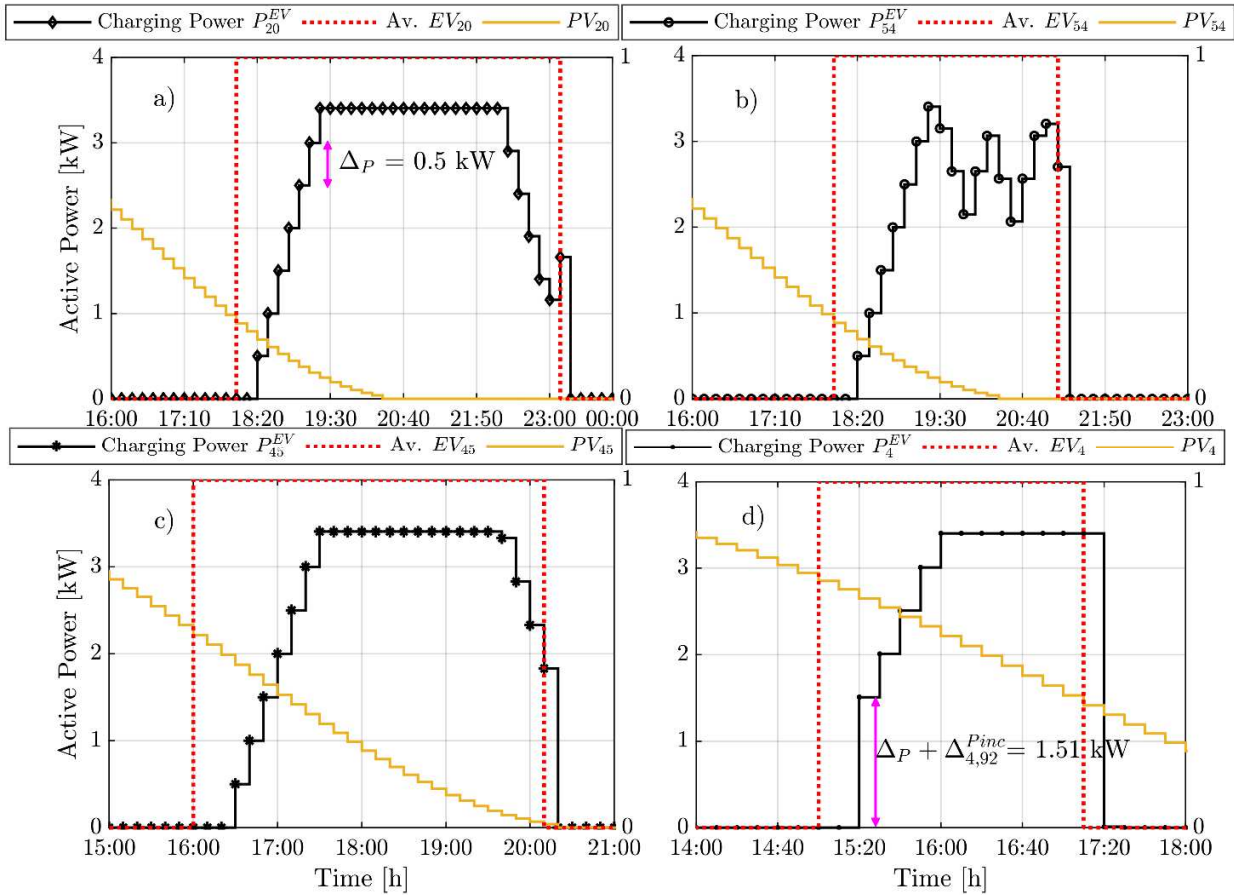 Charging Power P_20^EV Av. EV_20 PV_20
Charging Power P_54^EV Av. EV_54 PV_54
a)
Δ_P = 0.5 kW
Active Power [kW]
4
3
2
1
0
1
0
16:00 17:10 18:20 19:30 20:40 21:50 23:00 00:00
b)
4
3
2
1
0
1
0
16:00 17:10 18:20 19:30 20:40 21:50 23:00
Charging Power P_45^EV Av. EV_45 PV_45
Charging Power P_4^EV Av. EV_4 PV_4
c)
Active Power [kW]
4
3
2
1
0
1
0
15:00 16:00 17:00 18:00 19:00 20:00 21:00
Time [h]
d)
Δ_P + Δ_4,92^Pinc = 1.51 kW
4
3
2
1
0
1
0
14:00 14:40 15:20 16:00 16:40 17:20 18:00
Time [h]